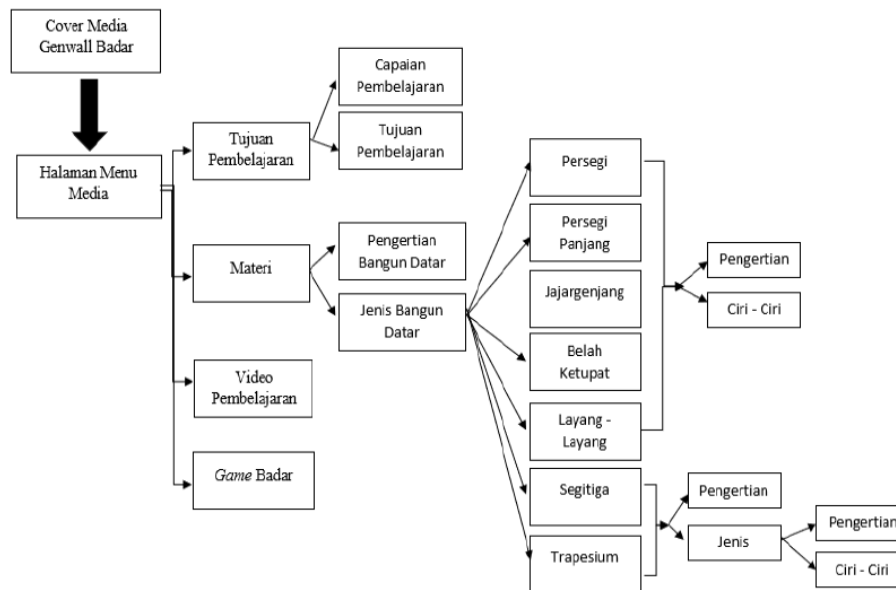 Cover Media
Genwall Badar
Halaman Menu
Media
Tujuan
Pembelajaran
Capaian
Pembelajaran
Tujuan
Pembelajaran
Materi
Pengertian
Bangun Datar
Jenis Bangun
Datar
Video
Pembelajaran
Game Badar
Persegi
Persegi
Panjang
Jajargenjang
Belah
Ketupat
Layang -
Layang
Segitiga
Trapesium
Pengertian
Ciri - Ciri
Pengertian
Jenis
Pengertian
Ciri - Ciri